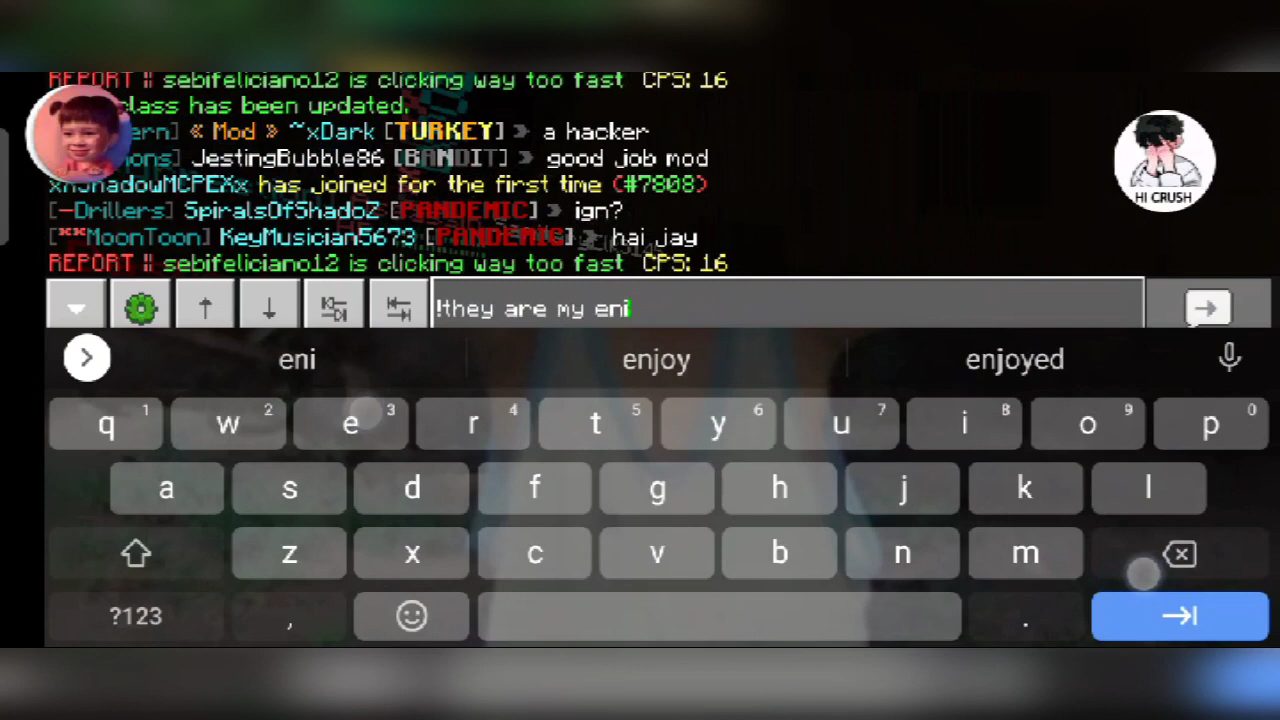 REPORT !! sebifeliciano12 is clicking way too fast CPS: 16
class has been updated.
ern] « Mod » ~xDark [TURKEY] » a hacker
ons] JestingBubble86 [BANDIT] » good job mod
xnShadowMCPEXx has joined for the first time (#7808)
[-Drillers] SpiralsOfShadoZ [PANDEMIC] » ign?
[**MoonToon] KeyMusician5673 [PANDEMIC] » hai jay
REPORT !! sebifeliciano12 is clicking way too fast CPS: 16
HI CRUSH
!they are my eni
eni enjoy enjoyed
q 1 w 2 e 3 r 4 t 5 y 6 u 7 i 8 o 9 p 0
a s d f g h j k l
z x c v b n m
?123 , .